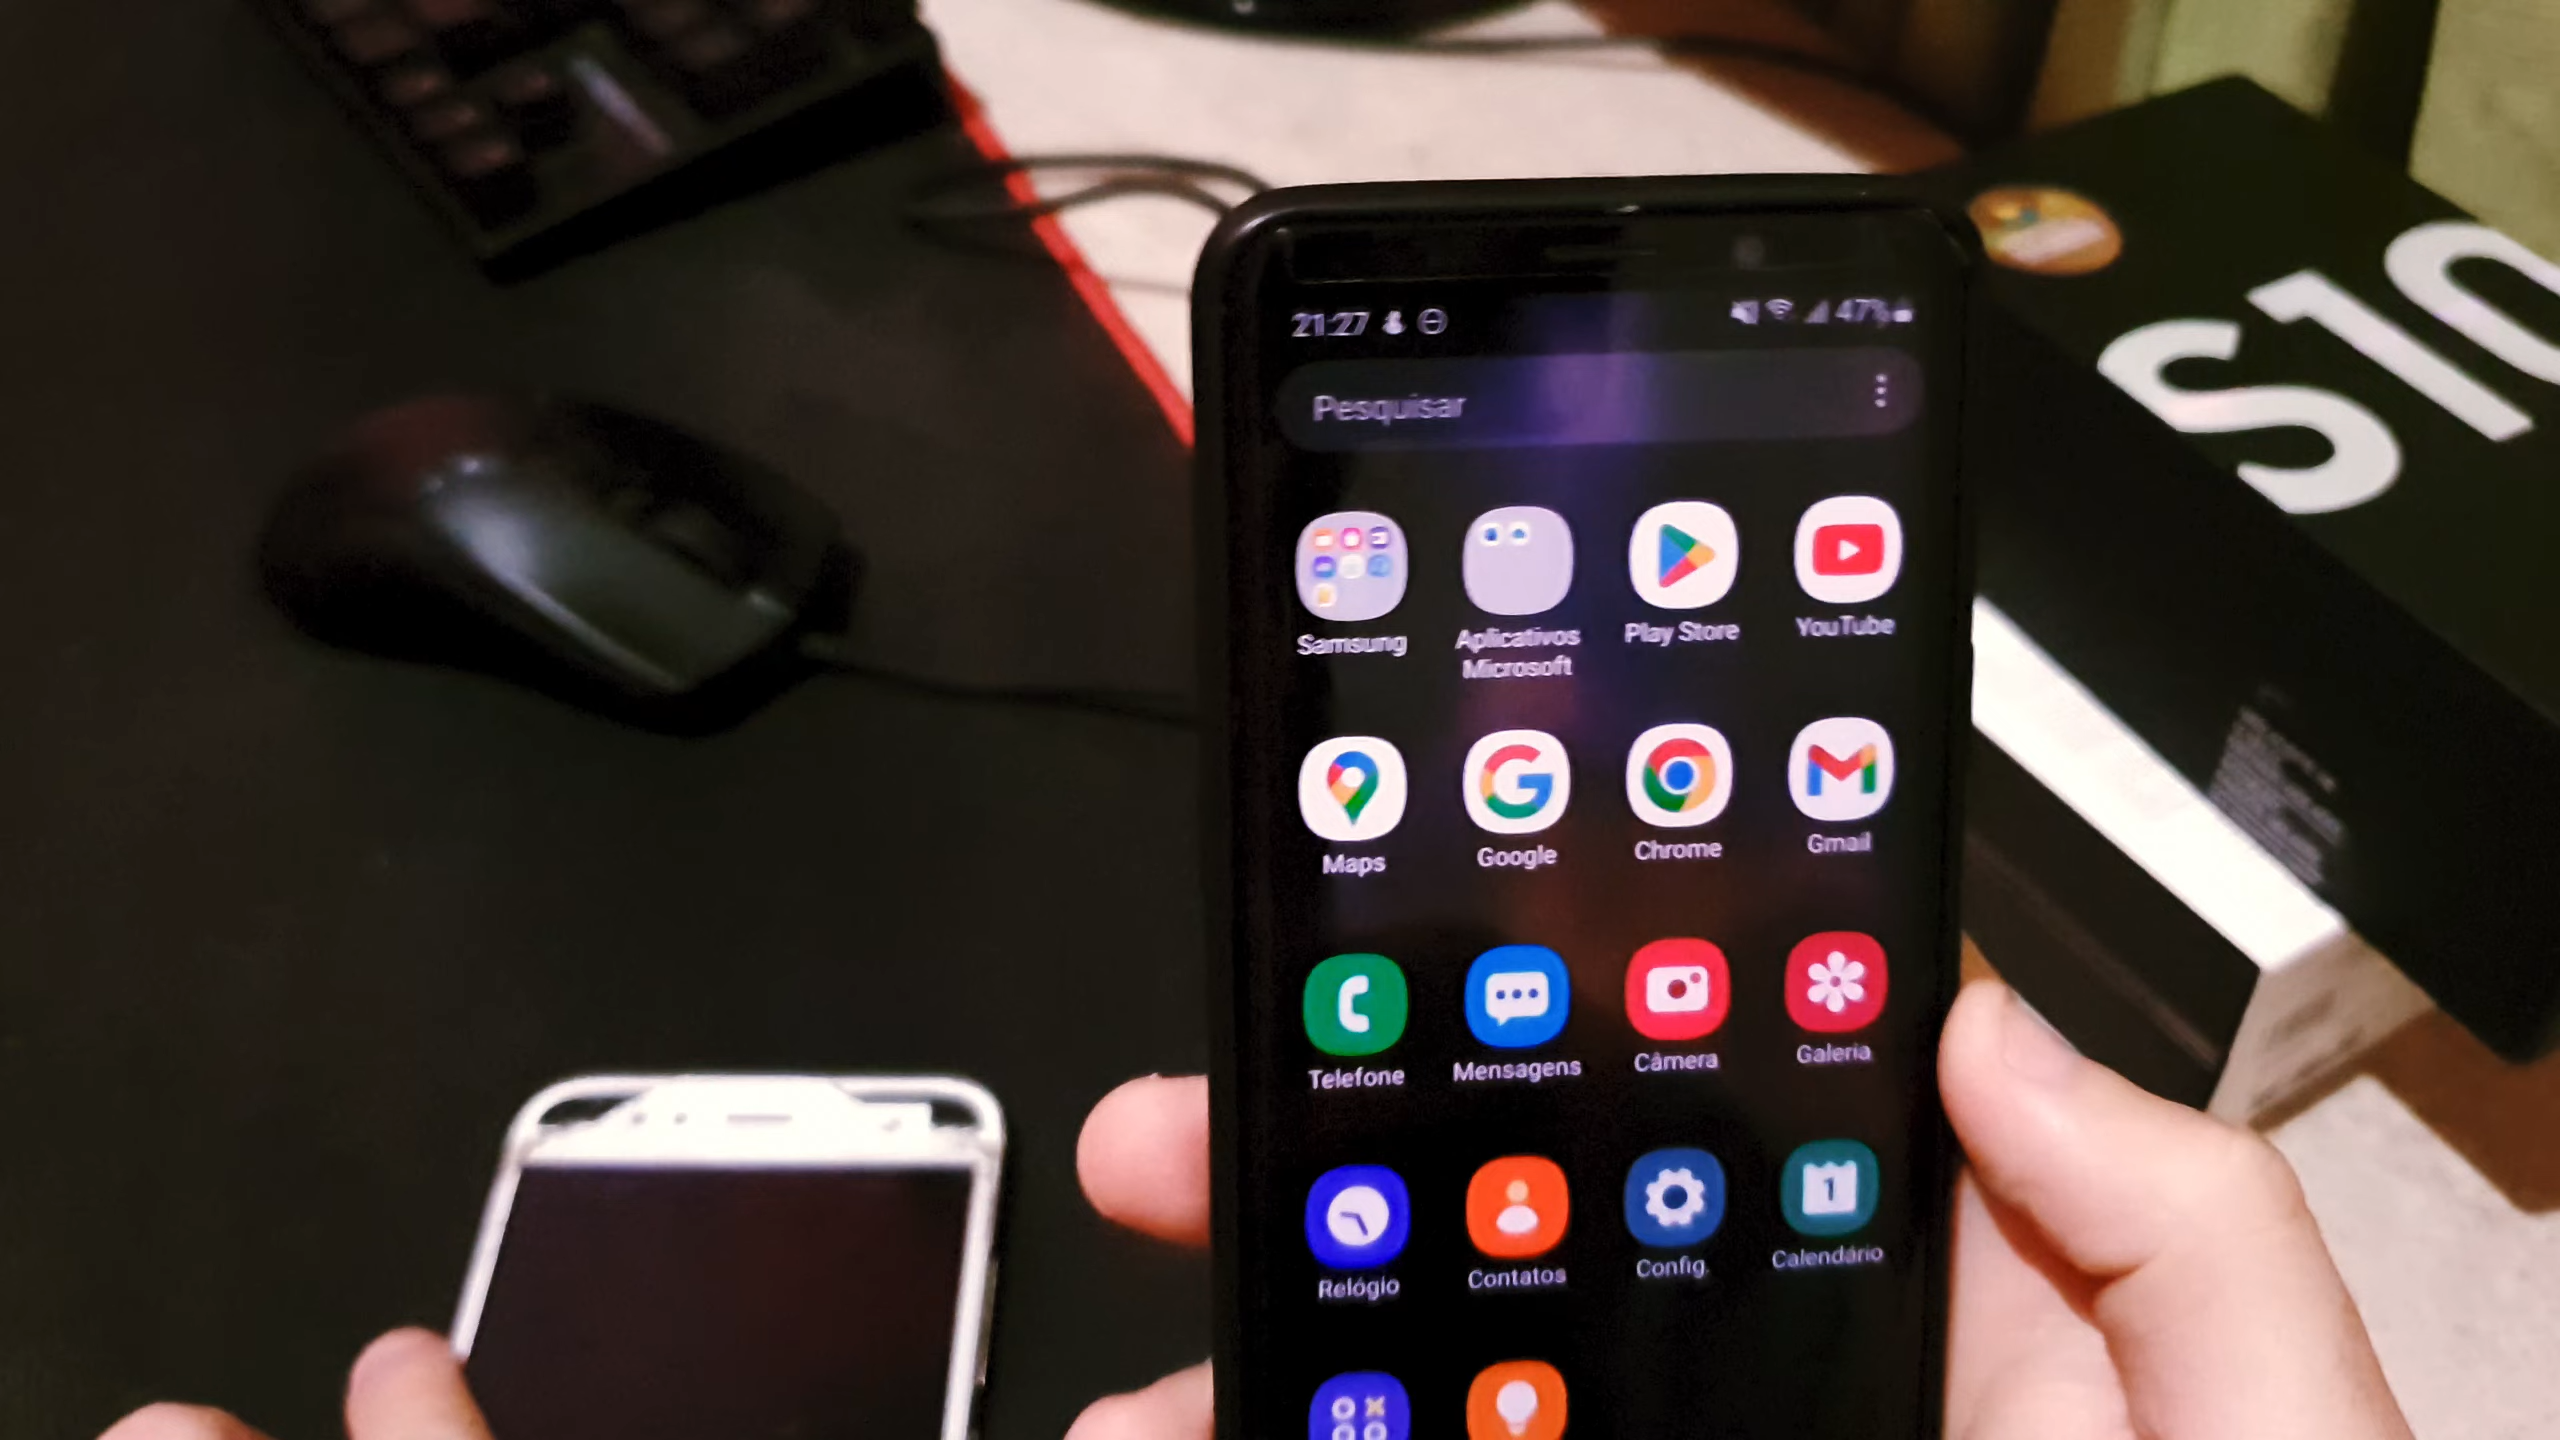 21:27
47%
Pesquisar
Samsung
Aplicativos
Microsoft
Play Store
YouTube
Maps
Google
Chrome
Gmail
Telefone
Mensagens
Câmera
Galeria
Relógio
Contatos
Config.
1
Calendário
S10